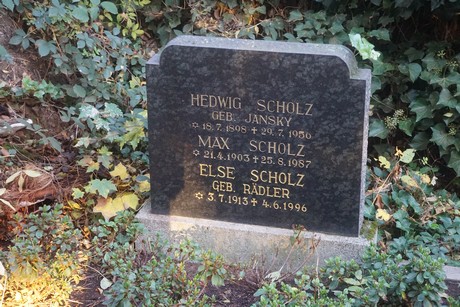 HEDWIG SCHOLZ
GEB. JANSKY
✩ 18.7.1898 ✝ 29.7.1956
MAX SCHOLZ
✩ 21.4.1903 ✝ 25.8.1987
ELSE SCHOLZ
GEB. RÄDLER
✩ 3.7.1913 ✝ 4.6.1996